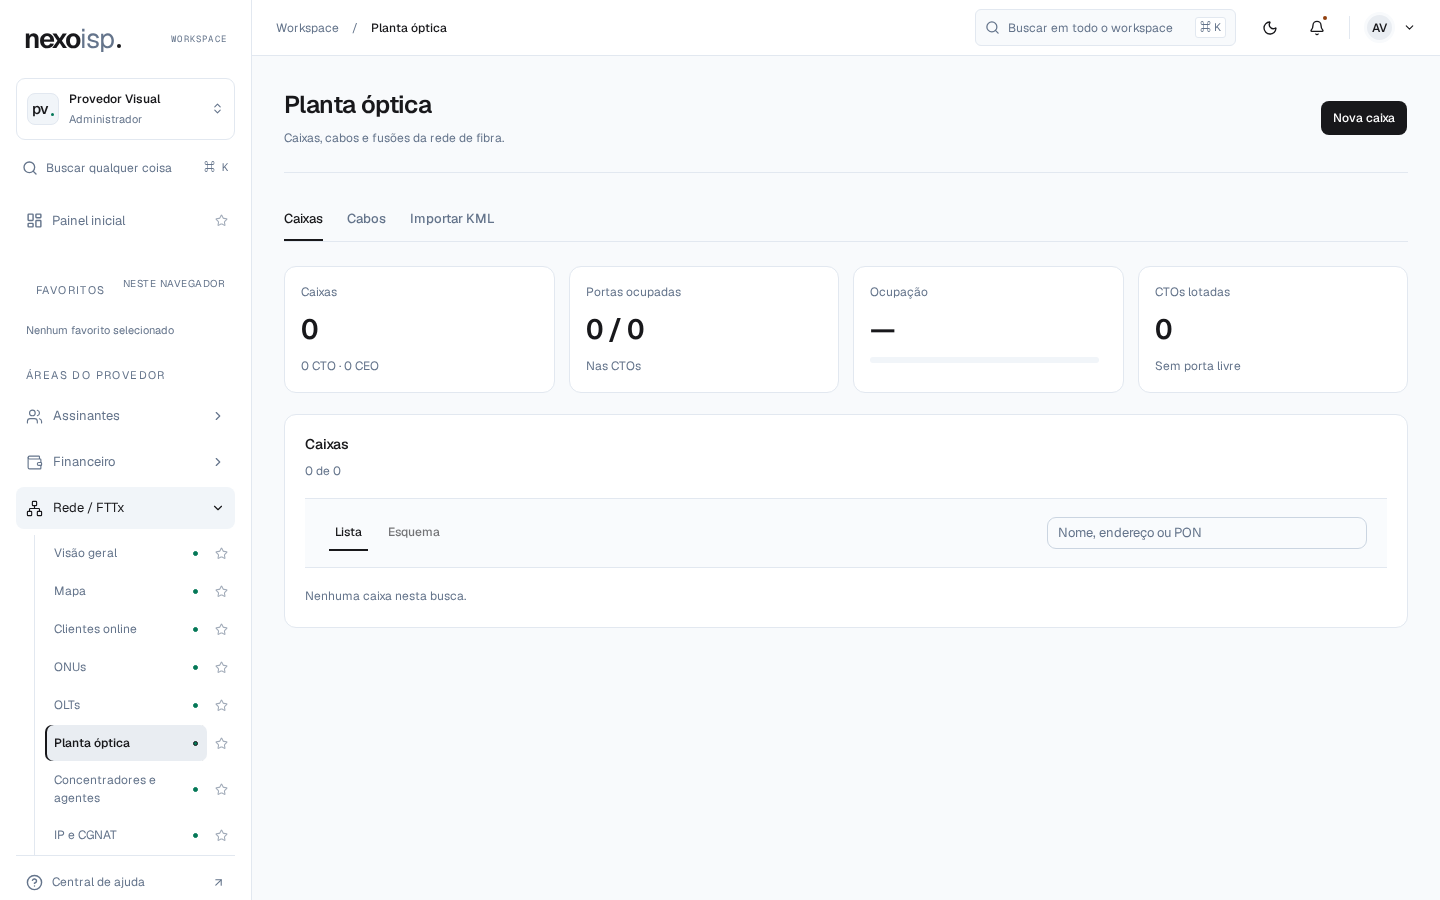 nexoisp.
WORKSPACE
pv.
Provedor Visual
Administrador
Buscar qualquer coisa
⌘ K
Painel inicial
FAVORITOS
NESTE NAVEGADOR
Nenhum favorito selecionado
ÁREAS DO PROVEDOR
Assinantes
Financeiro
Rede / FTTx
Visão geral
Mapa
Clientes online
ONUs
OLTs
Planta óptica
Concentradores e
agentes
IP e CGNAT
Central de ajuda
Workspace / Planta óptica
Buscar em todo o workspace
⌘ K
AV
Planta óptica
Caixas, cabos e fusões da rede de fibra.
Nova caixa
Caixas
Cabos
Importar KML
Caixas
0
0 CTO · 0 CEO
Portas ocupadas
0 / 0
Nas CTOs
Ocupação
—
CTOs lotadas
0
Sem porta livre
Caixas
0 de 0
Lista
Esquema
Nome, endereço ou PON
Nenhuma caixa nesta busca.